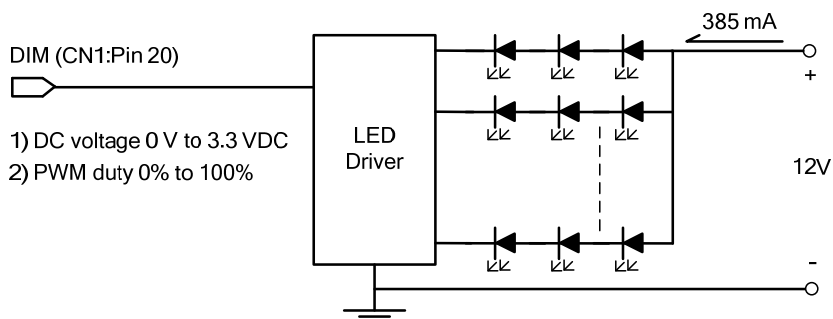 385 mA
DIM (CN1:Pin 20)
+
1) DC voltage 0 V to 3.3 VDC
2) PWM duty 0% to 100%
LED
Driver
12V
-